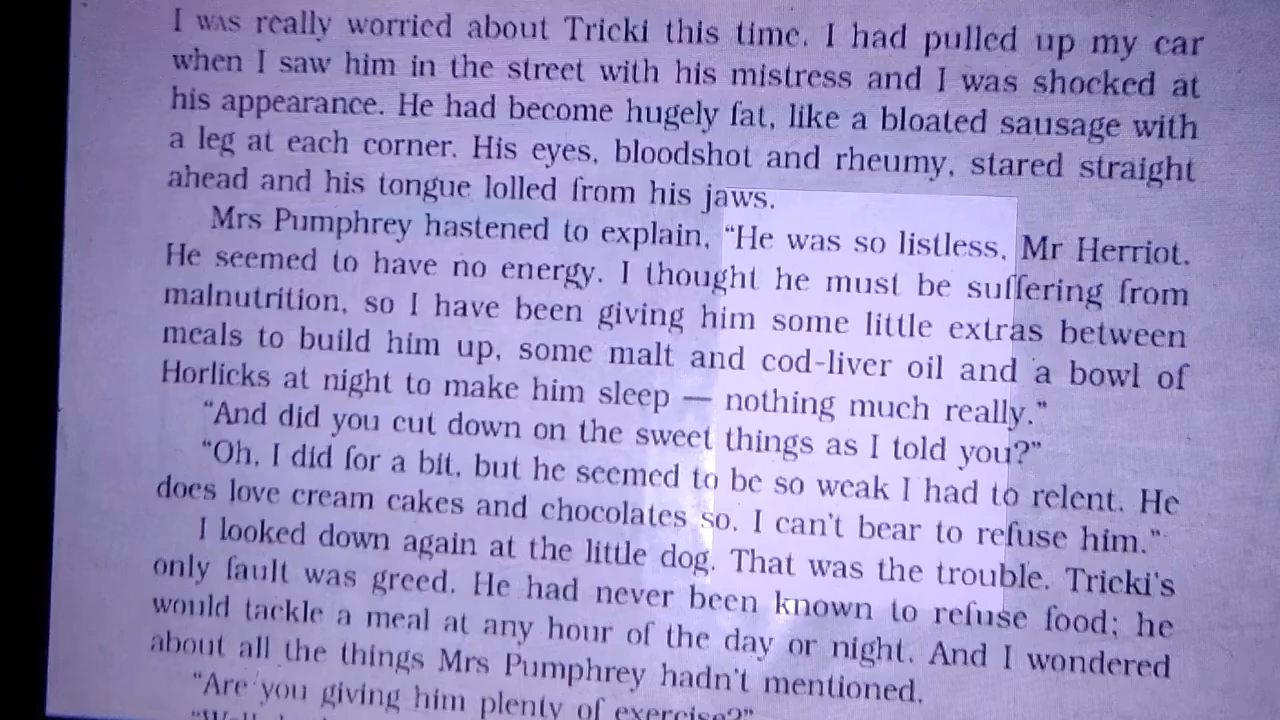 I was really worried about Tricki this time. I had pulled up my car
when I saw him in the street with his mistress and I was shocked at
his appearance. He had become hugely fat, like a bloated sausage with
a leg at each corner. His eyes, bloodshot and rheumy, stared straight
ahead and his tongue lolled from his jaws.
Mrs Pumphrey hastened to explain, “He was so listless, Mr Herriot.
He seemed to have no energy. I thought he must be suffering from
malnutrition, so I have been giving him some little extras between
meals to build him up, some malt and cod-liver oil and a bowl of
Horlicks at night to make him sleep — nothing much really.”
“And did you cut down on the sweet things as I told you?”
“Oh, I did for a bit, but he seemed to be so weak I had to relent. He
does love cream cakes and chocolates so. I can't bear to refuse him.”
I looked down again at the little dog. That was the trouble. Tricki's
only fault was greed. He had never been known to refuse food; he
would tackle a meal at any hour of the day or night. And I wondered
about all the things Mrs Pumphrey hadn't mentioned.
“Are you giving him plenty of exercise?”